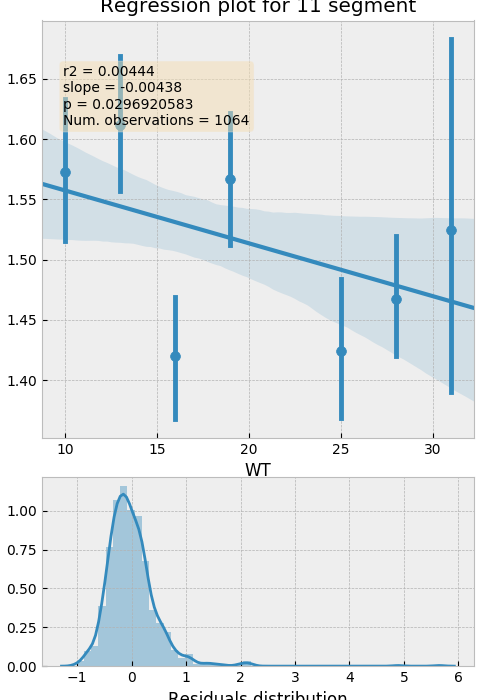 Regression plot for 11 segment
r2 = 0.00444
slope = -0.00438
p = 0.0296920583
Num. observations = 1064
1.65
1.60
1.55
1.50
1.45
1.40
10 15 20 25 30
WT
1.00
0.75
0.50
0.25
0.00
−1 0 1 2 3 4 5 6
Residuals distribution